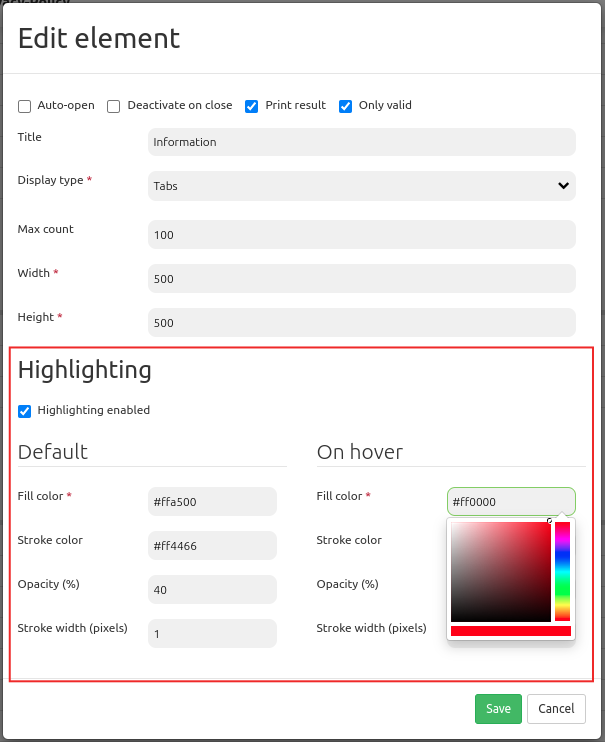 Edit element
Auto-open Deactivate on close Print result Only valid
Title Information
Display type * Tabs
Max count 100
Width * 500
Height * 500
Highlighting
Highlighting enabled
Default On hover
Fill color * #ffa500 Fill color * #ff0000
Stroke color #ff4466 Stroke color
Opacity (%) 40 Opacity (%)
Stroke width (pixels) 1 Stroke width (pixels)
Save Cancel